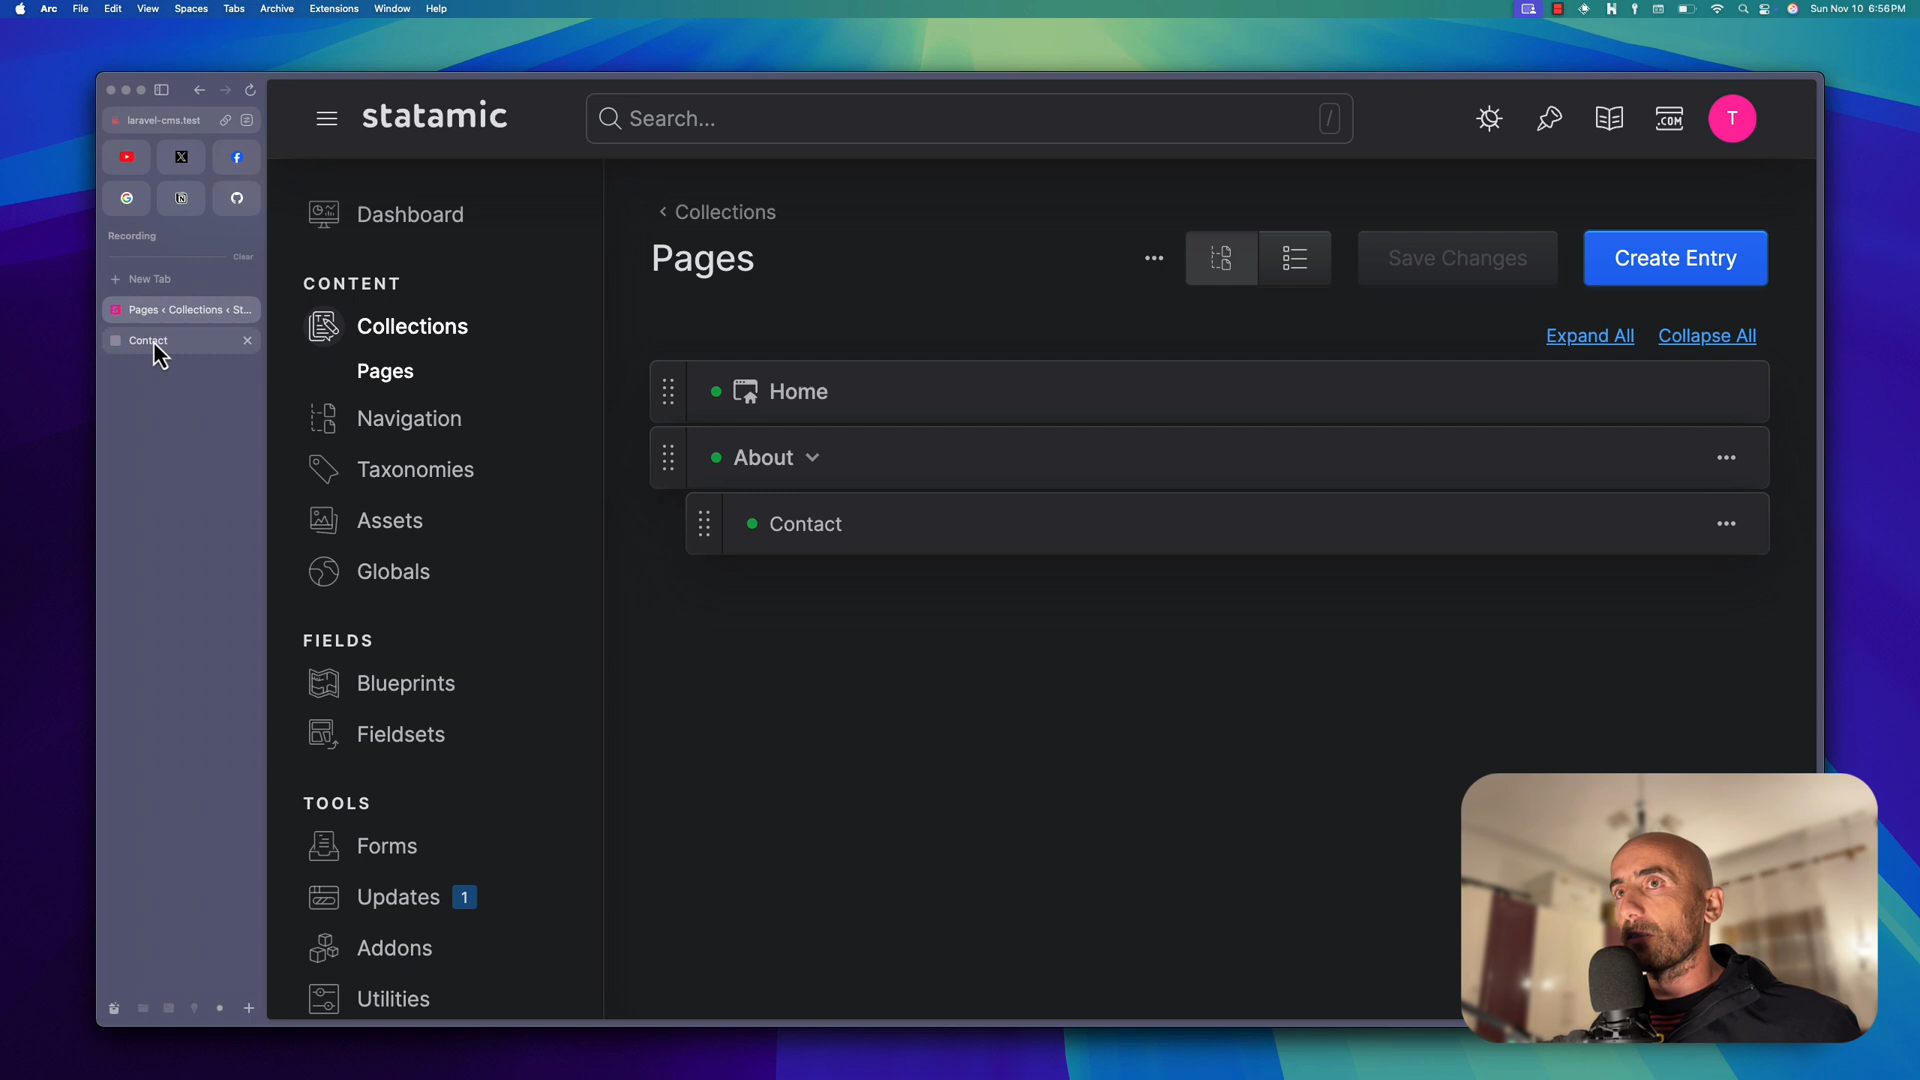 Arc File Edit View Spaces Tabs Archive Extensions Window Help
Sun Nov 10 6:56PM
laravel-cms.test
Recording
Clear
New Tab
Pages ‹ Collections ‹ St...
Contact
statamic
Search...
/
.COM
T
Dashboard
CONTENT
Collections
Pages
Navigation
Taxonomies
Assets
Globals
FIELDS
Blueprints
Fieldsets
TOOLS
Forms
Updates 1
Addons
Utilities
‹ Collections
Pages
Save Changes
Create Entry
Expand All Collapse All
Home
About
Contact